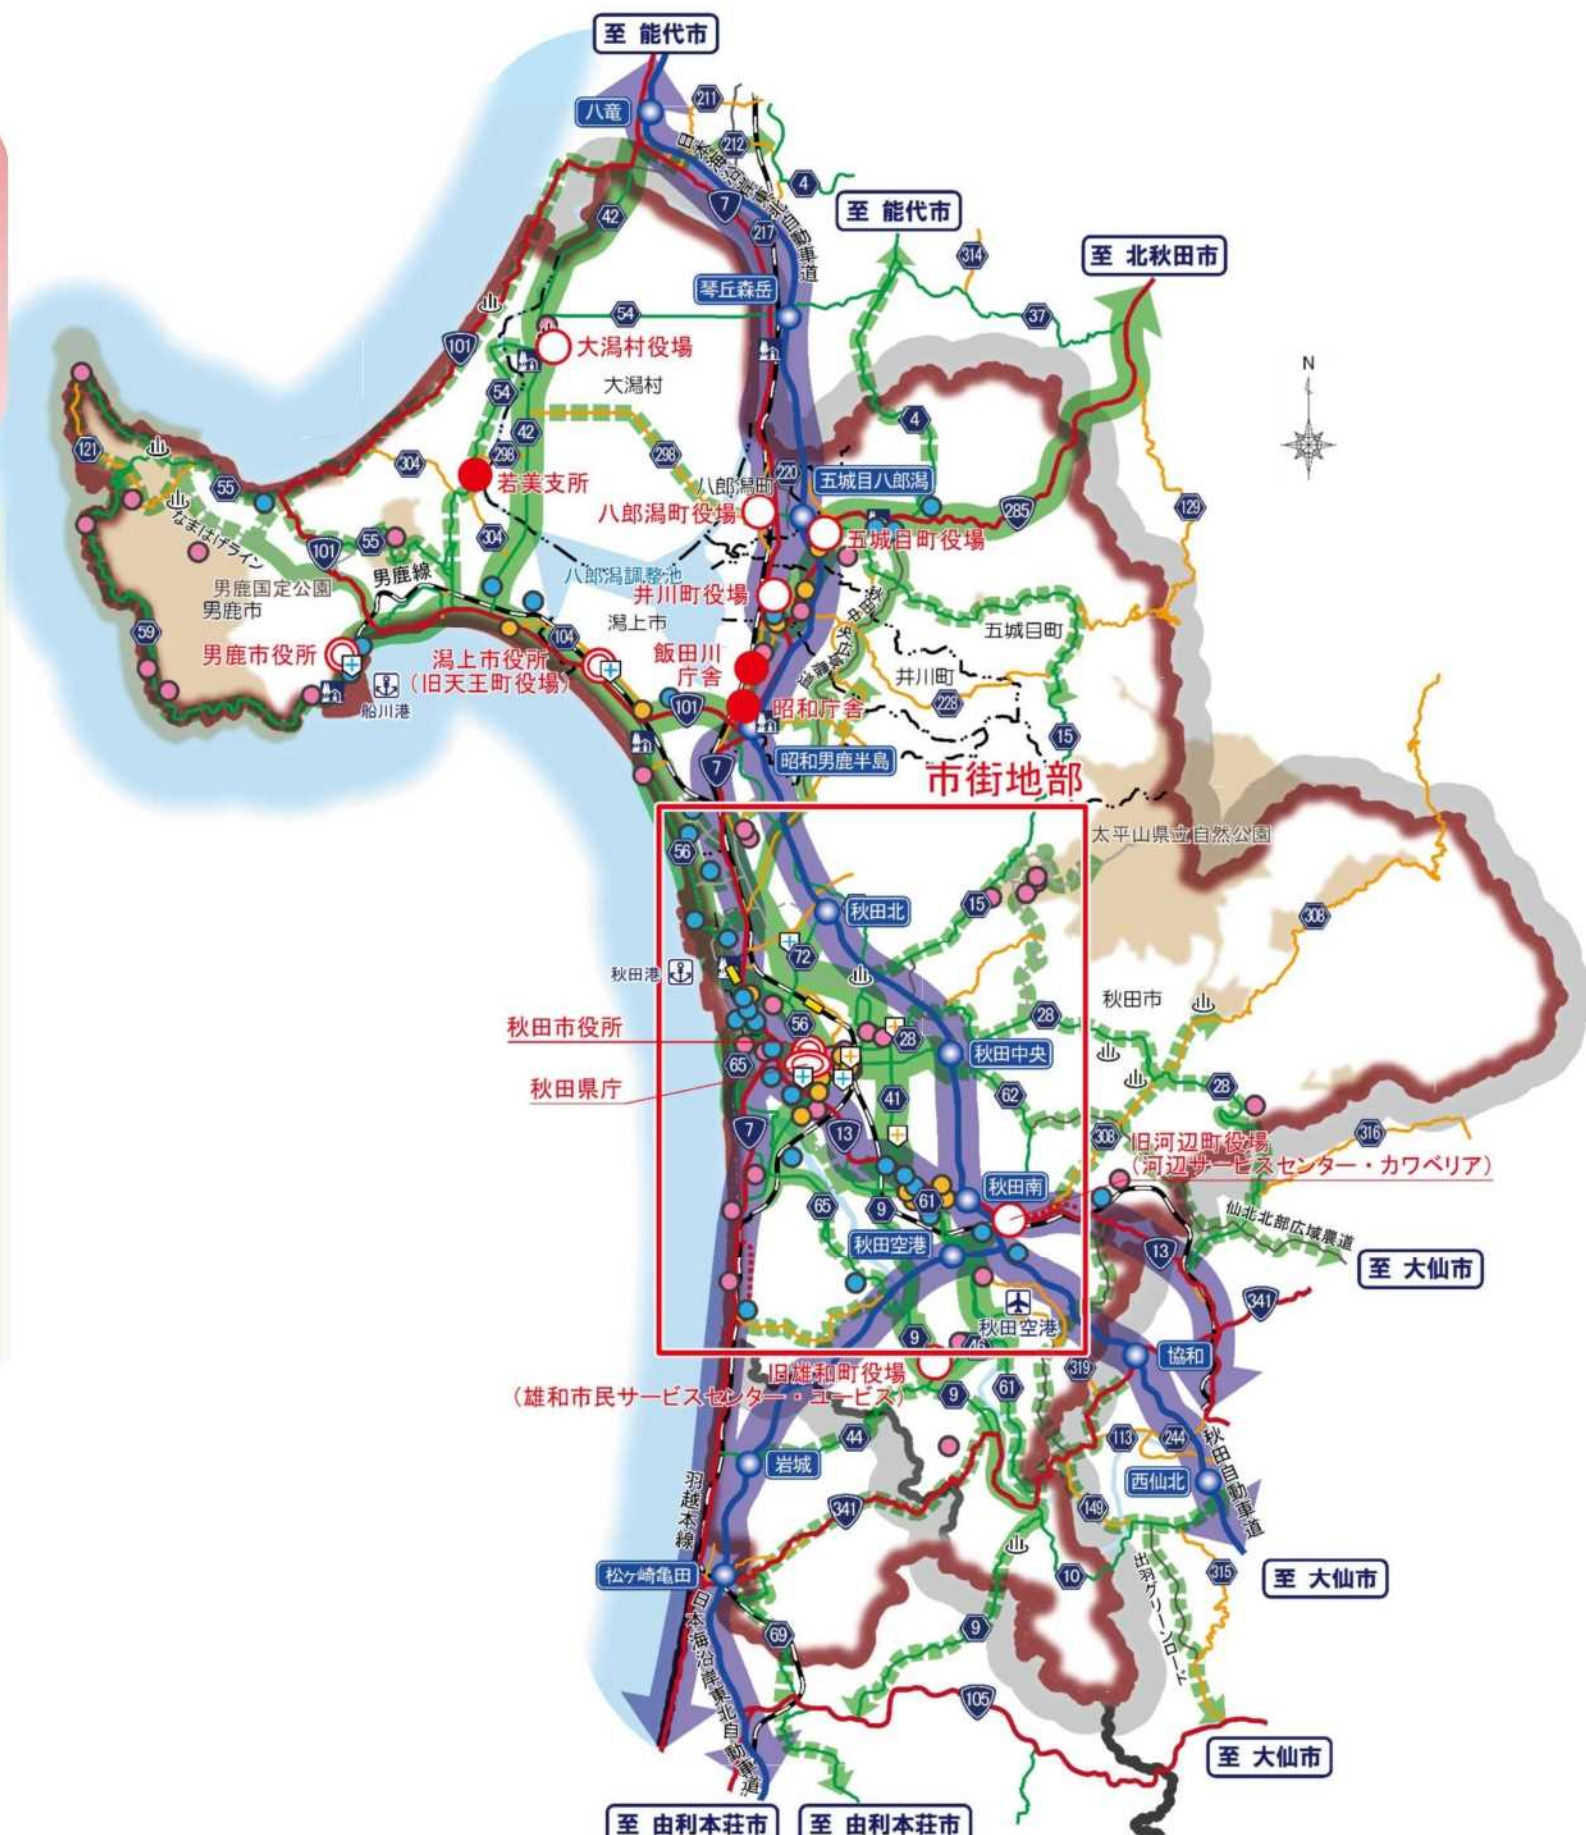 至 能代市
八竜
211
212
日本海沿岸東北自動車道
4
7
至 能代市
42
217
314
至 北秋田市
琴丘森岳
54
37
101
大潟村役場
大潟村
N
54
4
42
121
304
298
298
220
五城目八郎潟
若美支所
八郎潟町
55
285
129
なまはげライン
八郎潟町役場
五城目町役場
101
55
304
男鹿線
八郎潟調整池
男鹿国定公園
井川町役場
男鹿市
潟上市
59
104
五城目町
男鹿市役所
潟上市役所
(旧天王町役場)
飯田川
庁舎
井川町
船川港
101
昭和庁舎
228
15
昭和男鹿半島
7
市街地部
太平山県立自然公園
56
秋田北
15
308
72
秋田港
秋田市
秋田市役所
56
28
28
65
秋田中央
秋田県庁
62
28
41
7
13
308
316
旧河辺町役場
(河辺サービスセンター・カワベリア)
秋田南
61
65
9
仙北北部広域農道
秋田空港
13
至 大仙市
341
秋田空港
9
46
協和
319
旧雄和町役場
(雄和市民サービスセンター・ユービス)
9
61
44
113
244
岩城
西仙北
秋田自動車道
羽越本線
341
149
松ヶ崎亀田
10
315
至 大仙市
出羽グリーンロード
日本海沿岸東北自動車道
69
9
105
至 大仙市
至 由利本荘市
至 由利本荘市